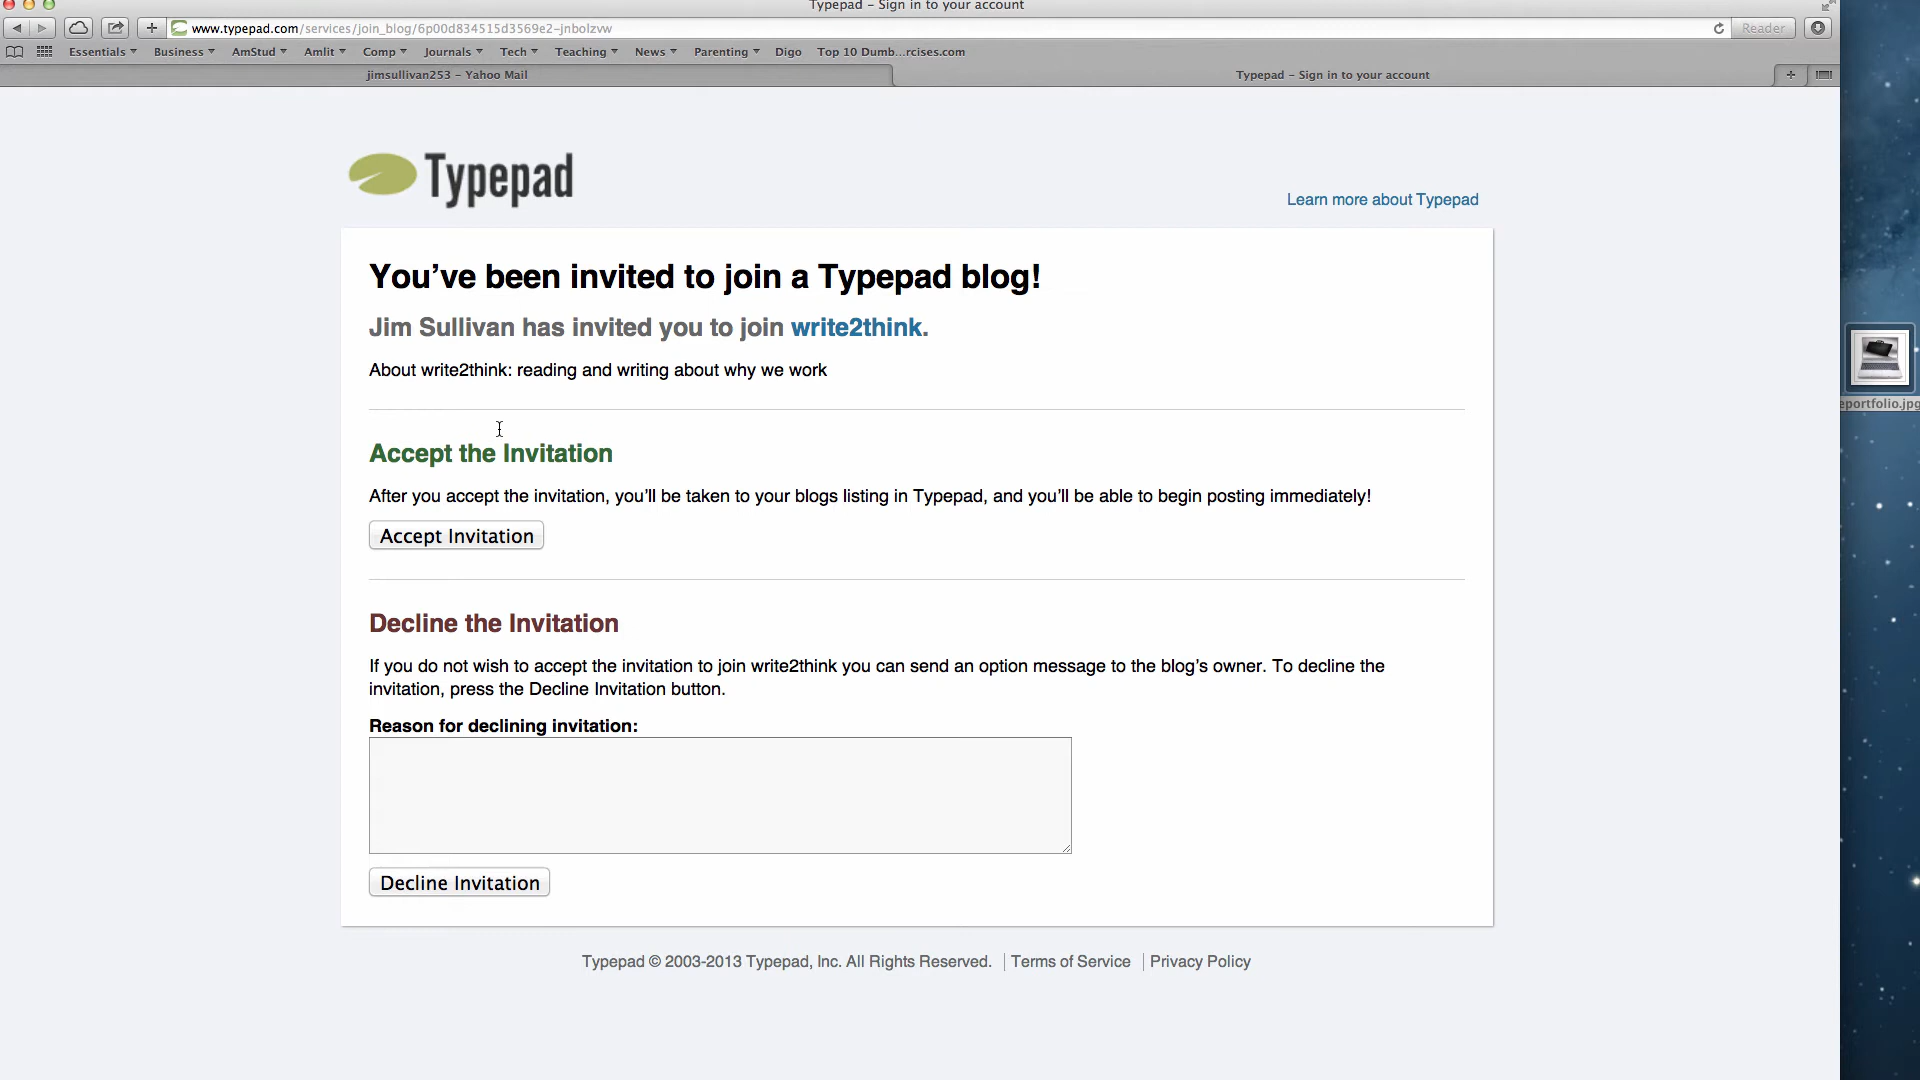 Typepad – Sign in to your account
www.typepad.com/services/join_blog/6p00d834515d3569e2-jnbolzvw
Reader
Essentials Business AmStud Amlit Comp Journals Tech Teaching News Parenting Digo Top 10 Dumb...rcises.com
jimsullivan253 – Yahoo Mail
Typepad – Sign in to your account
Typepad
Learn more about Typepad
You’ve been invited to join a Typepad blog!
Jim Sullivan has invited you to join write2think.
About write2think: reading and writing about why we work
eportfolio.jpg
Accept the Invitation
After you accept the invitation, you’ll be taken to your blogs listing in Typepad, and you’ll be able to begin posting immediately!
Accept Invitation
Decline the Invitation
If you do not wish to accept the invitation to join write2think you can send an option message to the blog’s owner. To decline the
invitation, press the Decline Invitation button.
Reason for declining invitation:
Decline Invitation
Typepad © 2003-2013 Typepad, Inc. All Rights Reserved. | Terms of Service | Privacy Policy